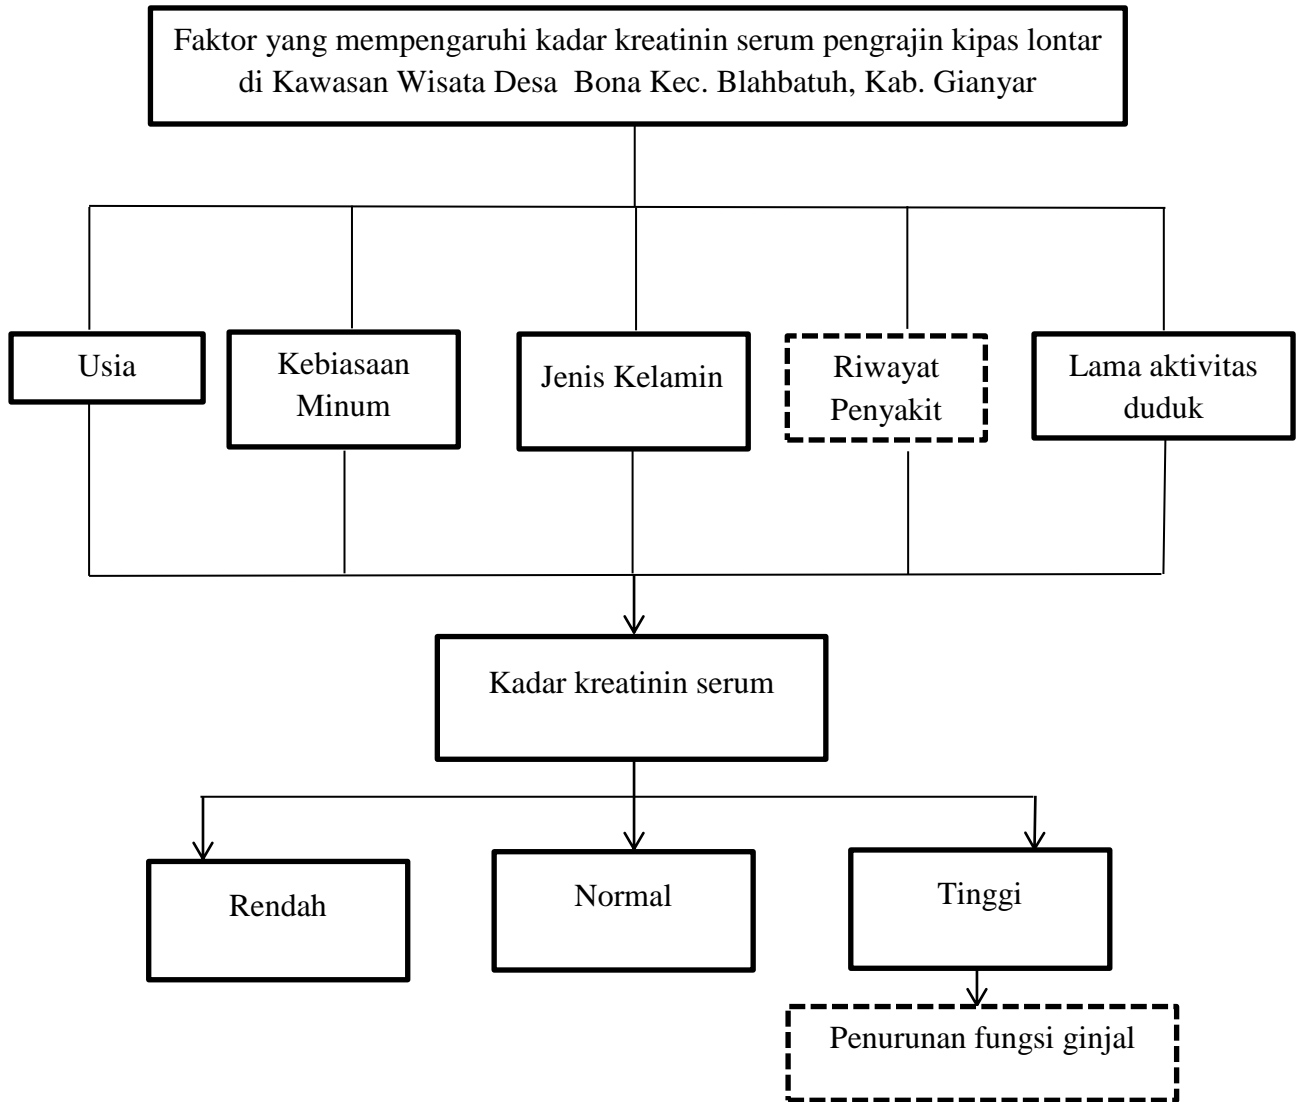 Faktor yang mempengaruhi kadar kreatinin serum pengrajin kipas lontar
di Kawasan Wisata Desa Bona Kec. Blahbatuh, Kab. Gianyar
Usia
Kebiasaan
Minum
Jenis Kelamin
Riwayat
Penyakit
Lama aktivitas
duduk
Kadar kreatinin serum
Rendah
Normal
Tinggi
Penurunan fungsi ginjal